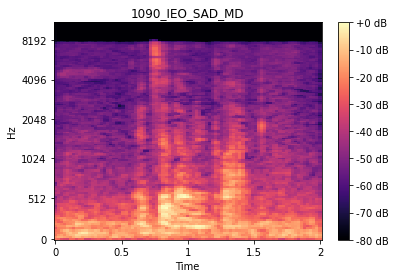 1090_IEO_SAD_MD
8192
4096
2048
1024
512
0
Hz
0
0.5
1
1.5
2
Time
+0 dB
-10 dB
-20 dB
-30 dB
-40 dB
-50 dB
-60 dB
-70 dB
-80 dB